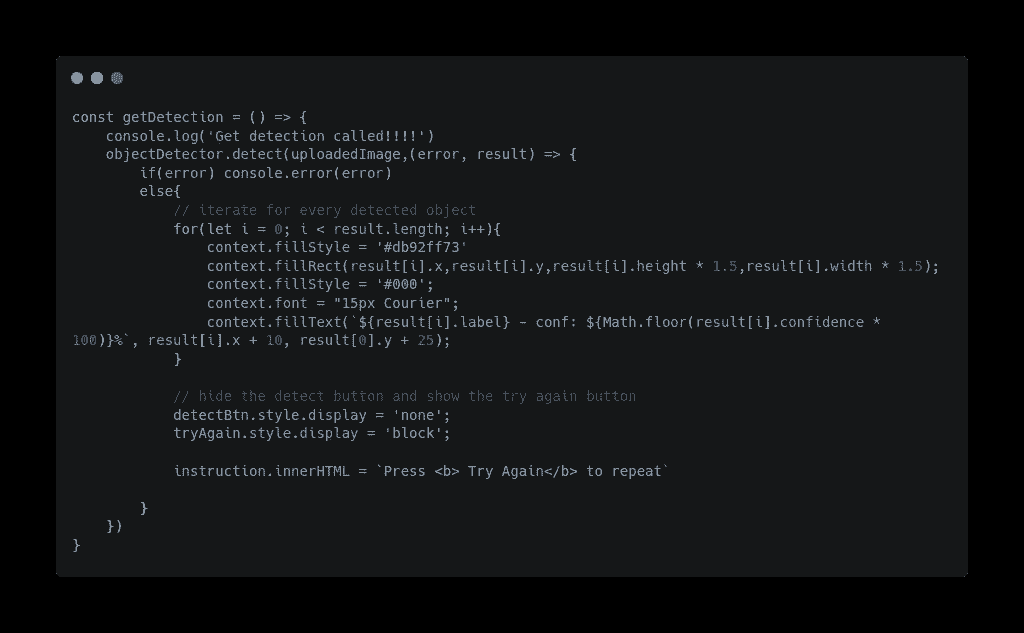 const getDetection = () => {
    console.log('Get detection called!!!!')
    objectDetector.detect(uploadedImage,(error, result) => {
        if(error) console.error(error)
        else{
            // iterate for every detected object
            for(let i = 0; i < result.length; i++){
                context.fillStyle = '#db92ff73'
                context.fillRect(result[i].x,result[i].y,result[i].height * 1.5,result[i].width * 1.5);
                context.fillStyle = '#000';
                context.font = "15px Courier";
                context.fillText(`${result[i].label} - conf: ${Math.floor(result[i].confidence *
100)}%`, result[i].x + 10, result[0].y + 25);
            }
            // hide the detect button and show the try again button
            detectBtn.style.display = 'none';
            tryAgain.style.display = 'block';
            instruction.innerHTML = `Press <b> Try Again</b> to repeat`
        }
    })
}